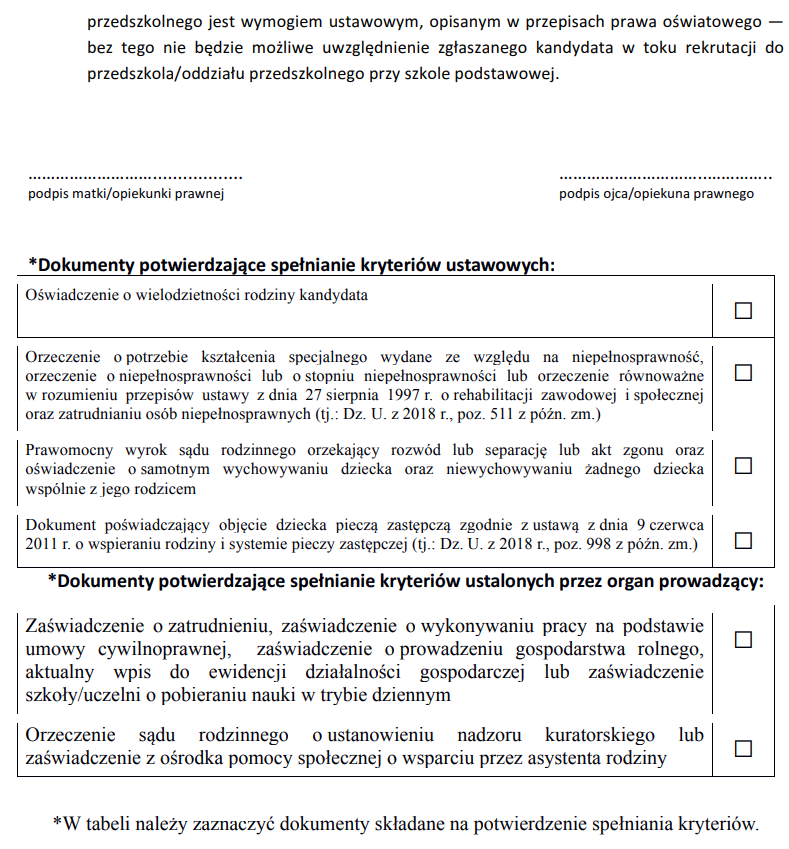 przedszkolnego jest wymogiem ustawowym, opisanym w przepisach prawa oświatowego —
bez tego nie będzie możliwe uwzględnienie zgłaszanego kandydata w toku rekrutacji do
przedszkola/oddziału przedszkolnego przy szkole podstawowej.
................................................ ................................................
podpis matki/opiekunki prawnej podpis ojca/opiekuna prawnego
*Dokumenty potwierdzające spełnianie kryteriów ustawowych:
Oświadczenie o wielodzietności rodziny kandydata ☐
Orzeczenie o potrzebie kształcenia specjalnego wydane ze względu na niepełnosprawność,
orzeczenie o niepełnosprawności lub o stopniu niepełnosprawności lub orzeczenie równoważne ☐
w rozumieniu przepisów ustawy z dnia 27 sierpnia 1997 r. o rehabilitacji zawodowej i społecznej
oraz zatrudnianiu osób niepełnosprawnych (tj.: Dz. U. z 2018 r., poz. 511 z późn. zm.)
Prawomocny wyrok sądu rodzinnego orzekający rozwód lub separację lub akt zgonu oraz
oświadczenie o samotnym wychowywaniu dziecka oraz niewychowywaniu żadnego dziecka ☐
wspólnie z jego rodzicem
Dokument poświadczający objęcie dziecka pieczą zastępczą zgodnie z ustawą z dnia 9 czerwca
2011 r. o wspieraniu rodziny i systemie pieczy zastępczej (tj.: Dz. U. z 2018 r., poz. 998 z późn. zm.) ☐
*Dokumenty potwierdzające spełnianie kryteriów ustalonych przez organ prowadzący:
Zaświadczenie o zatrudnieniu, zaświadczenie o wykonywaniu pracy na podstawie ☐
umowy cywilnoprawnej, zaświadczenie o prowadzeniu gospodarstwa rolnego,
aktualny wpis do ewidencji działalności gospodarczej lub zaświadczenie
szkoły/uczelni o pobieraniu nauki w trybie dziennym
Orzeczenie sądu rodzinnego o ustanowieniu nadzoru kuratorskiego lub ☐
zaświadczenie z ośrodka pomocy społecznej o wsparciu przez asystenta rodziny
*W tabeli należy zaznaczyć dokumenty składane na potwierdzenie spełniania kryteriów.